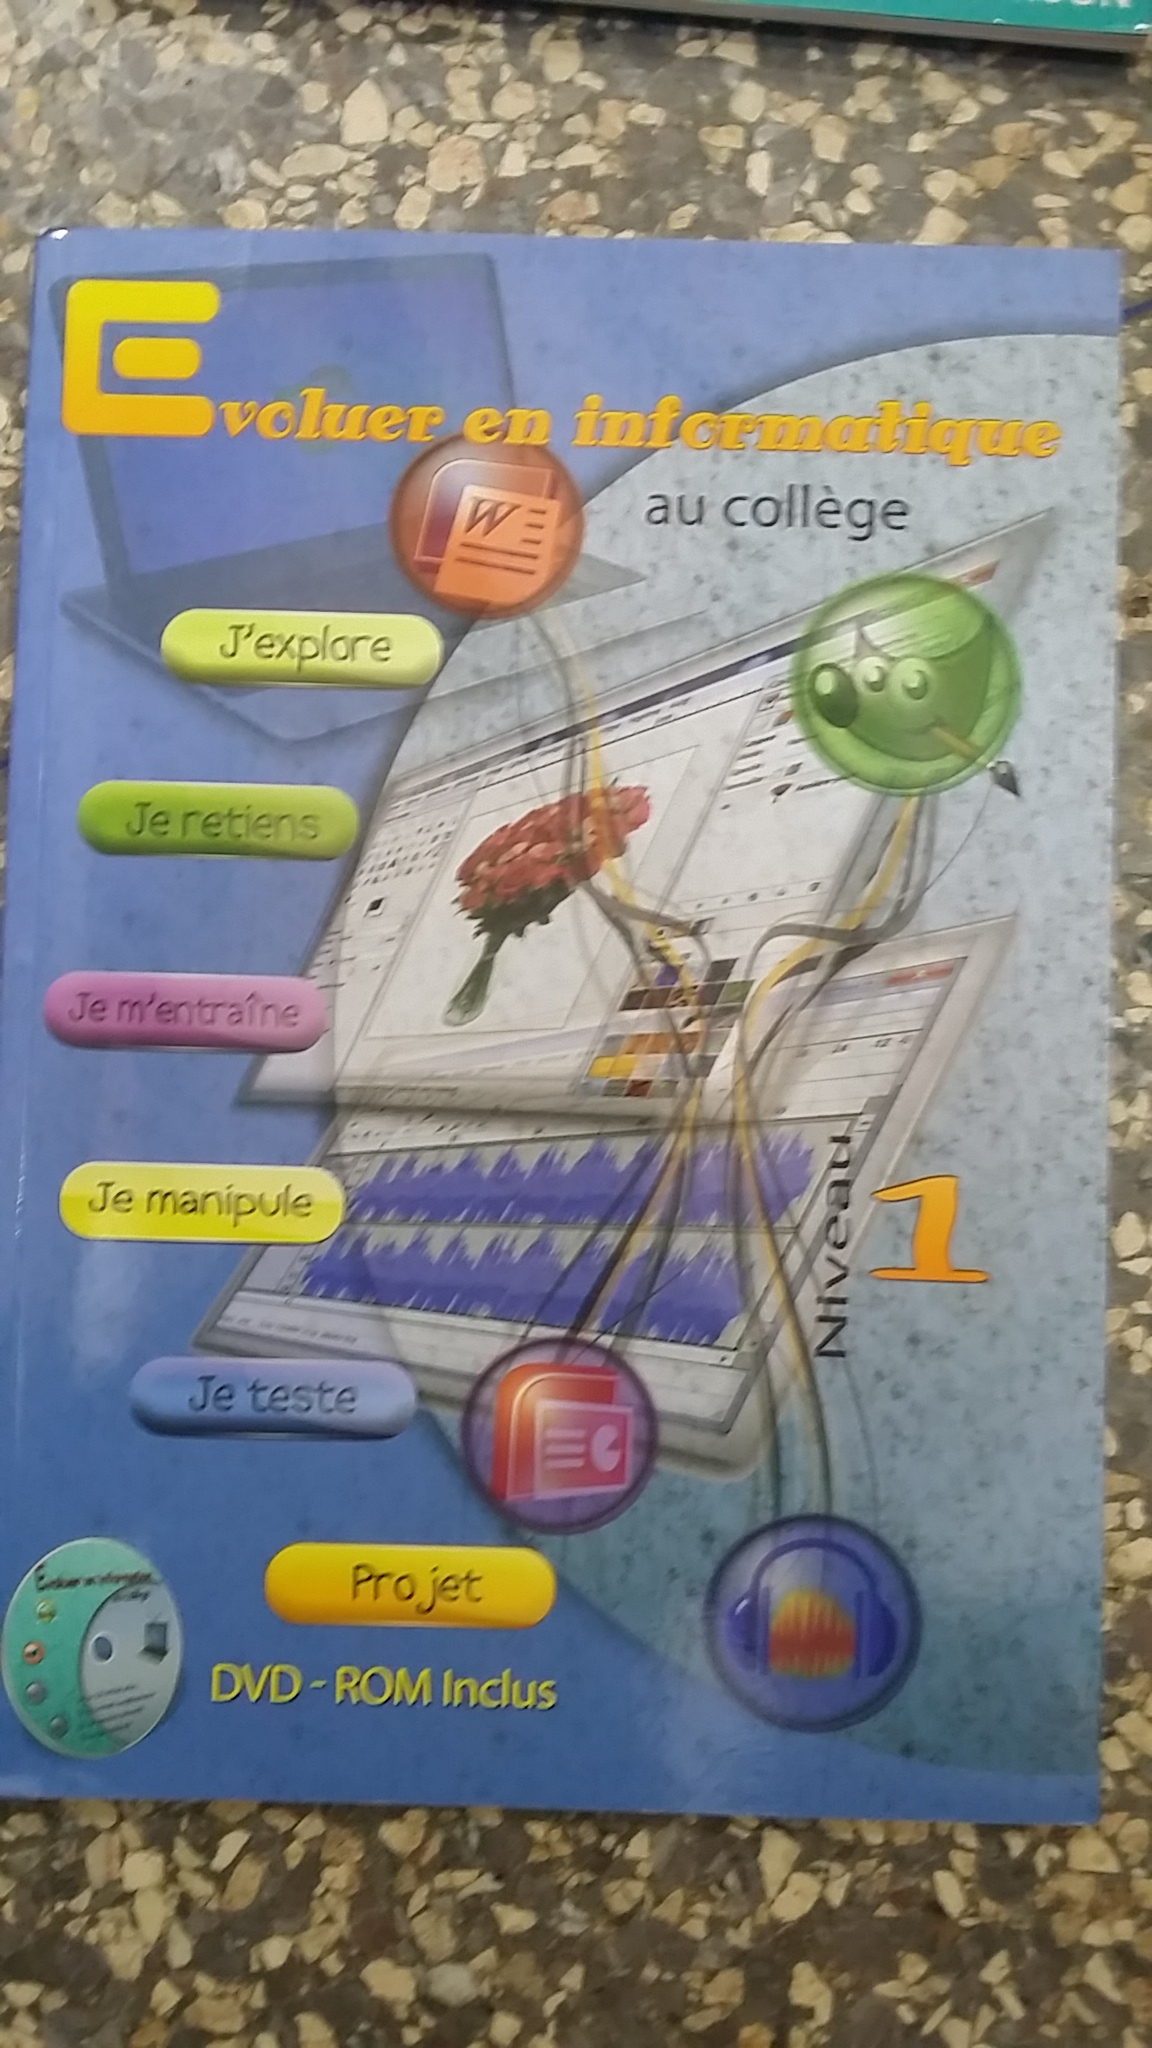 Evoluer en informatique
au collège
W
J'explore
Je retiens
Je m'entraîne
Je manipule
Niveau 1
Je teste
Projet
DVD - ROM Inclus